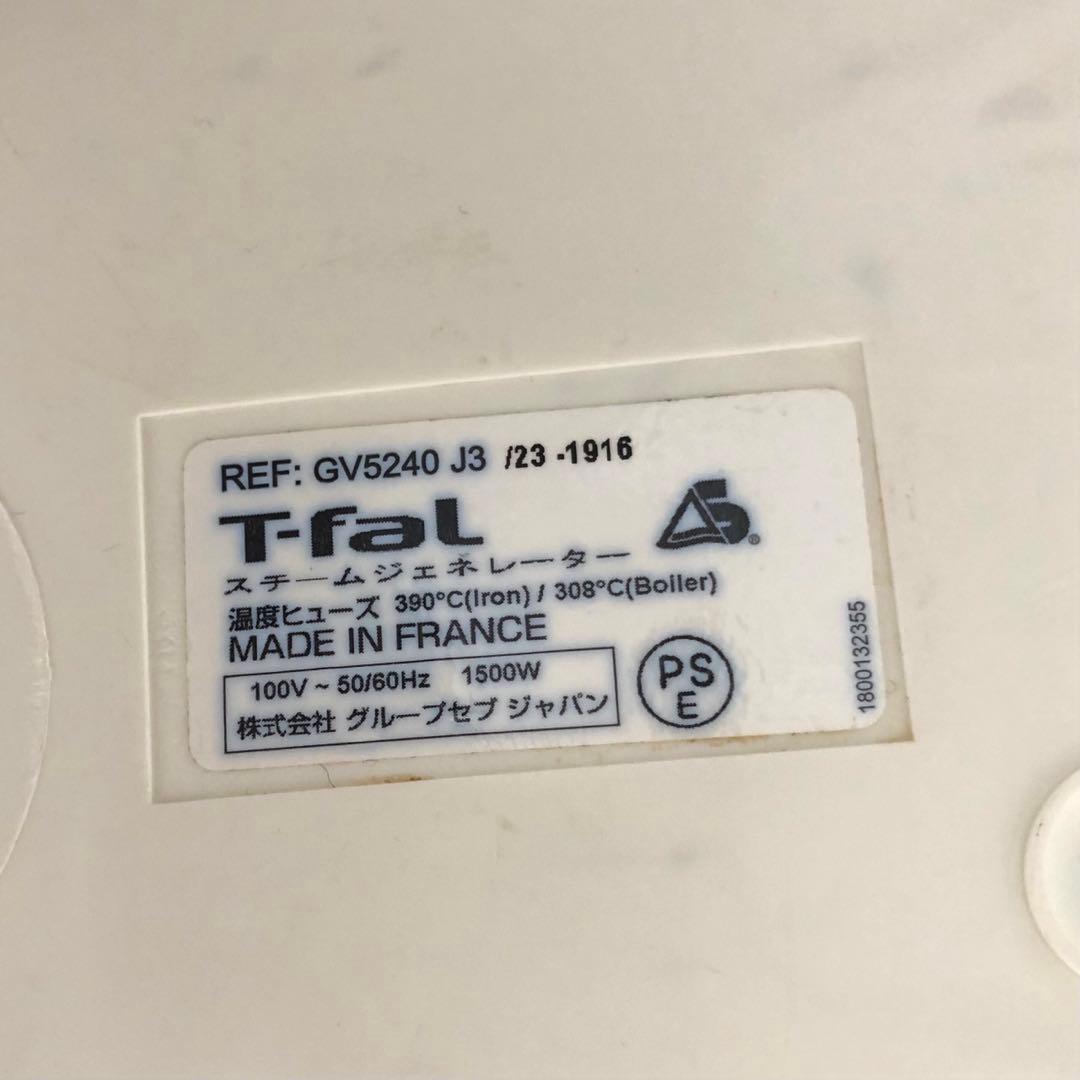 REF: GV5240 J3 /23 -1916
T-faL
S®
スチームジェネレーター
温度ヒューズ 390°C(Iron) / 308°C(Boiler)
MADE IN FRANCE
100V ~ 50/60Hz 1500W
株式会社 グループセブ ジャパン
PS
E
1800132355